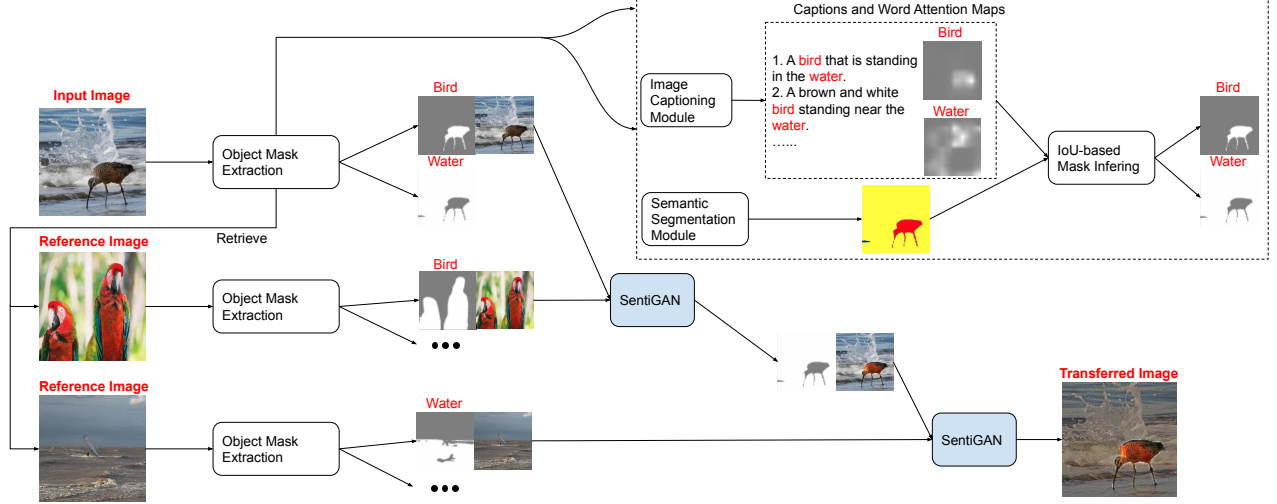 Captions and Word Attention Maps
Bird
1. A bird that is standing
in the water.
2. A brown and white
bird standing near the
water.
......
Water
Image
Captioning
Module
IoU-based
Mask Infering
Bird
Water
Semantic
Segmentation
Module
Input Image
Object Mask
Extraction
Bird
Water
Retrieve
Reference Image
Object Mask
Extraction
Bird
SentiGAN
Reference Image
Object Mask
Extraction
Water
SentiGAN
Transferred Image